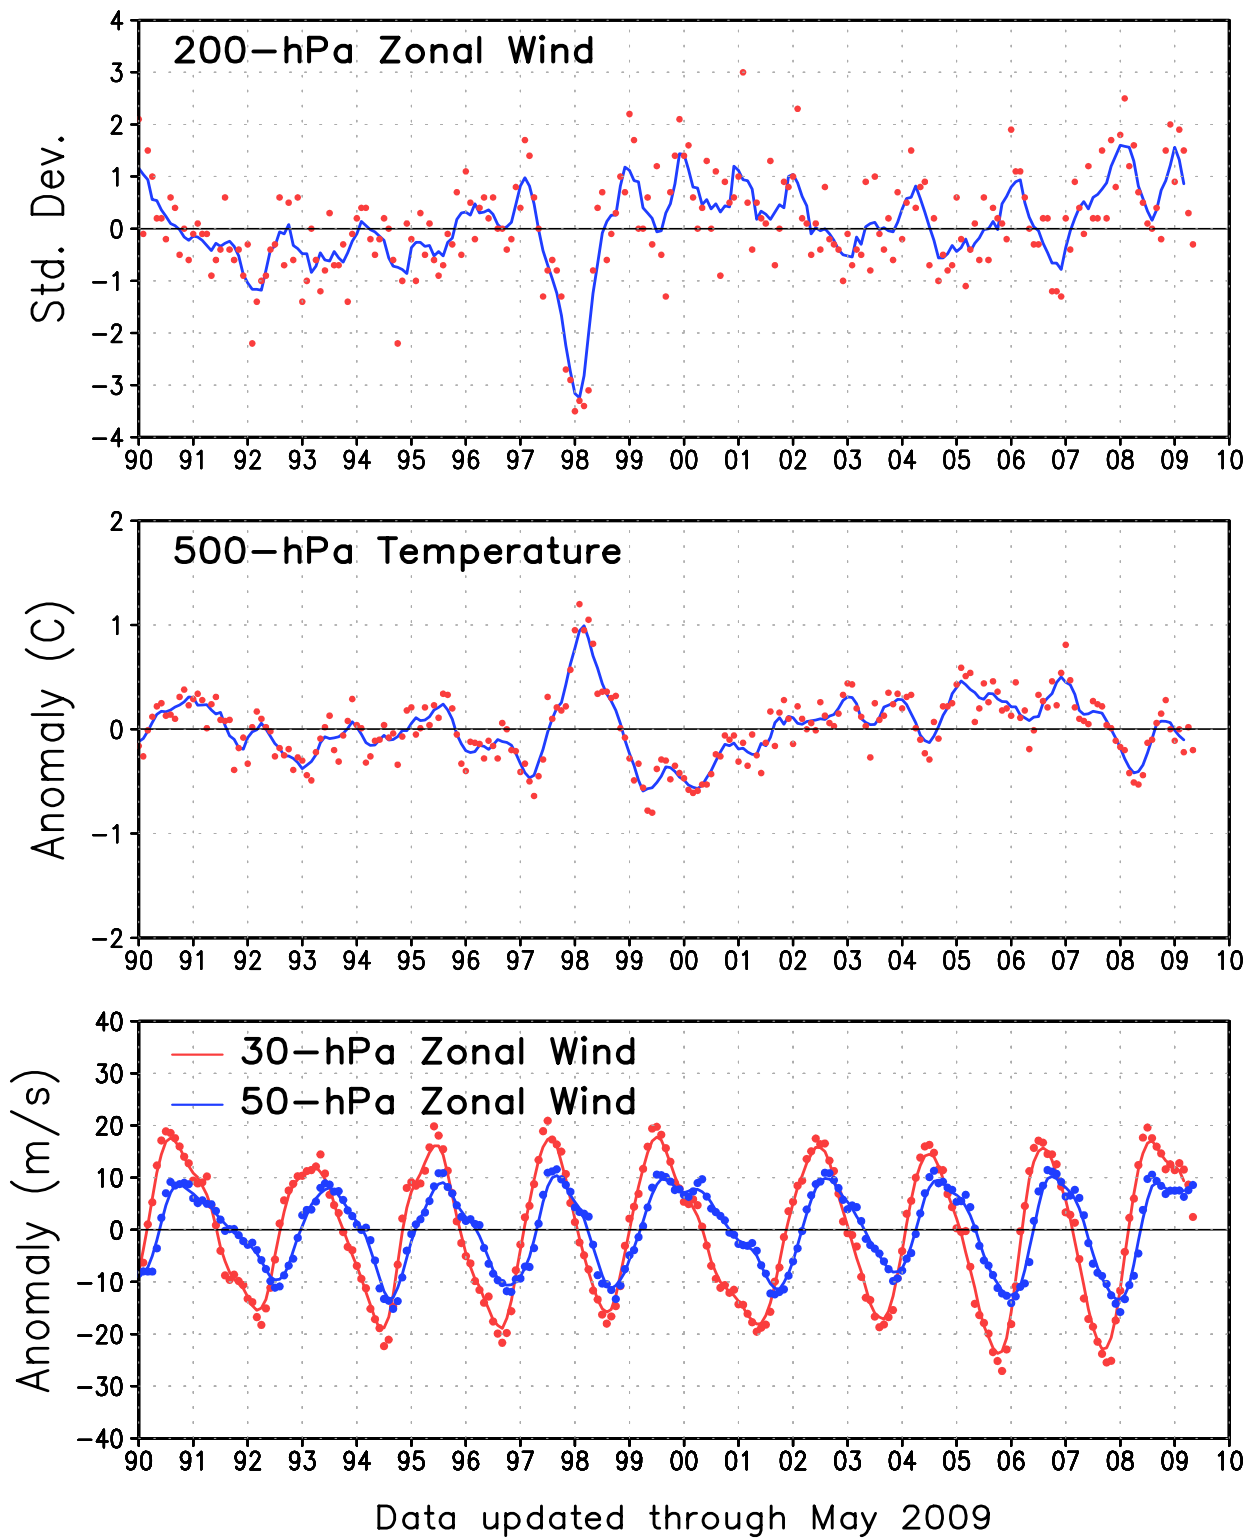 200-hPa Zonal Wind
Std. Dev.
4
3
2
1
0
-1
-2
-3
-4
90 91 92 93 94 95 96 97 98 99 00 01 02 03 04 05 06 07 08 09 10
500-hPa Temperature
Anomaly (C)
2
1
0
-1
-2
90 91 92 93 94 95 96 97 98 99 00 01 02 03 04 05 06 07 08 09 10
30-hPa Zonal Wind
50-hPa Zonal Wind
Anomaly (m/s)
40
30
20
10
0
-10
-20
-30
-40
90 91 92 93 94 95 96 97 98 99 00 01 02 03 04 05 06 07 08 09 10
Data updated through May 2009